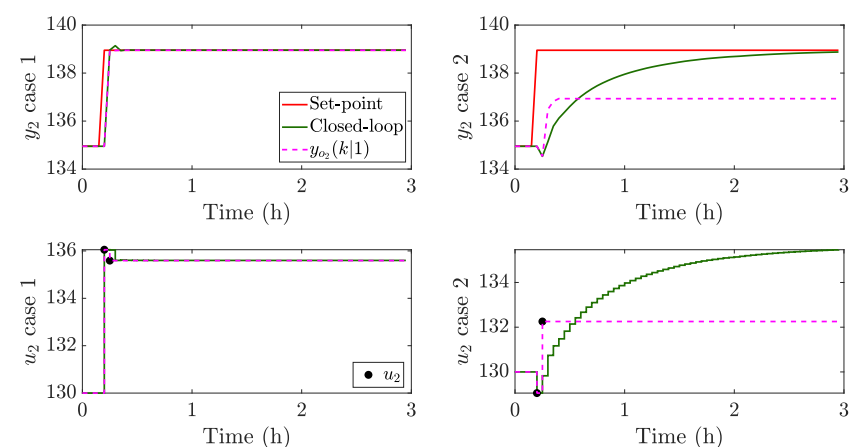 140
138
136
134
y₂ case 1
0
1
2
3
Time (h)
Set-point
Closed-loop
y_{o₂}(k|1)
140
138
136
134
y₂ case 2
0
1
2
3
Time (h)
136
134
132
130
u₂ case 1
0
1
2
3
Time (h)
u₂
134
132
130
u₂ case 2
0
1
2
3
Time (h)